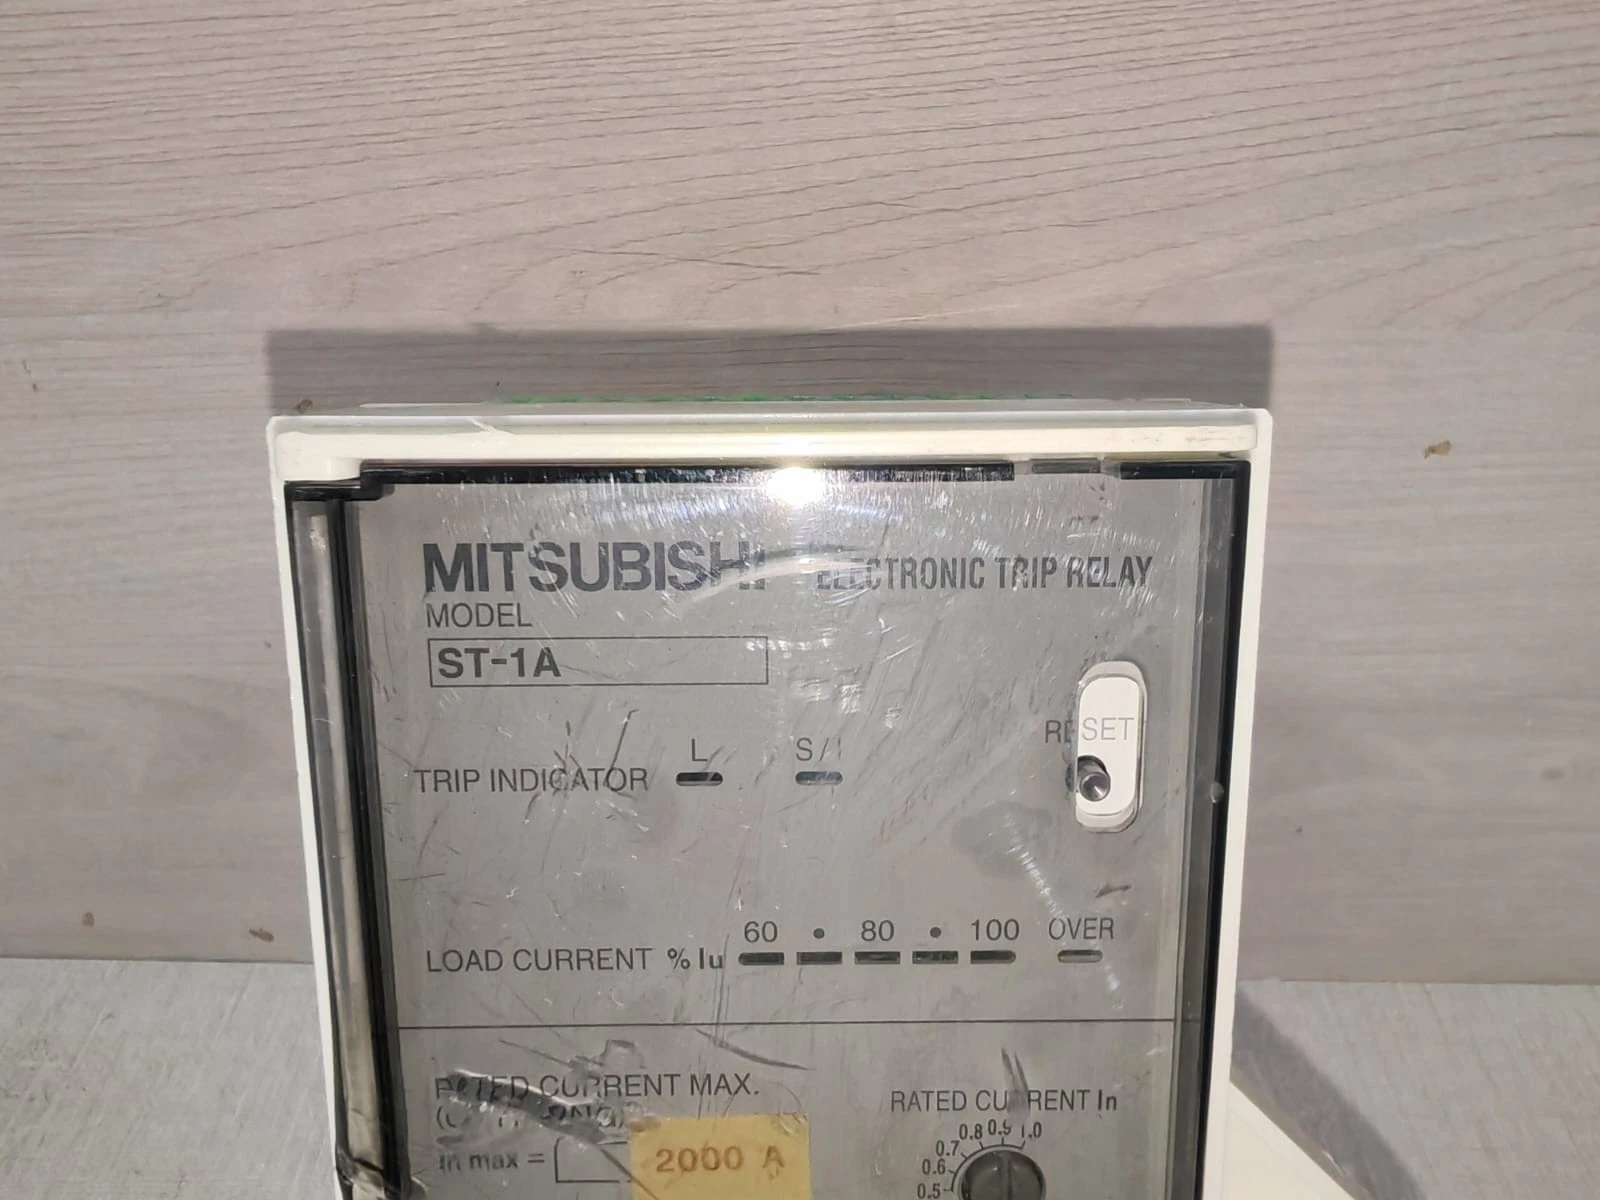 MITSUBISHI ELECTRONIC TRIP RELAY
MODEL
ST-1A
L S/I
RESET
TRIP INDICATOR
60 • 80 • 100 OVER
LOAD CURRENT % Iu
RATED CURRENT MAX.
RATED CURRENT In
In max = 2000 A
0.5 0.6 0.7 0.8 0.9 1.0